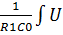 1/R1C0 ∫ U